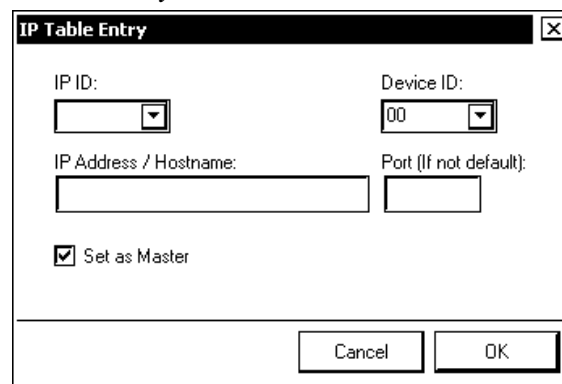 IP Table Entry
IP ID: Device ID:
00
IP Address / Hostname: Port (If not default):
Set as Master
Cancel OK